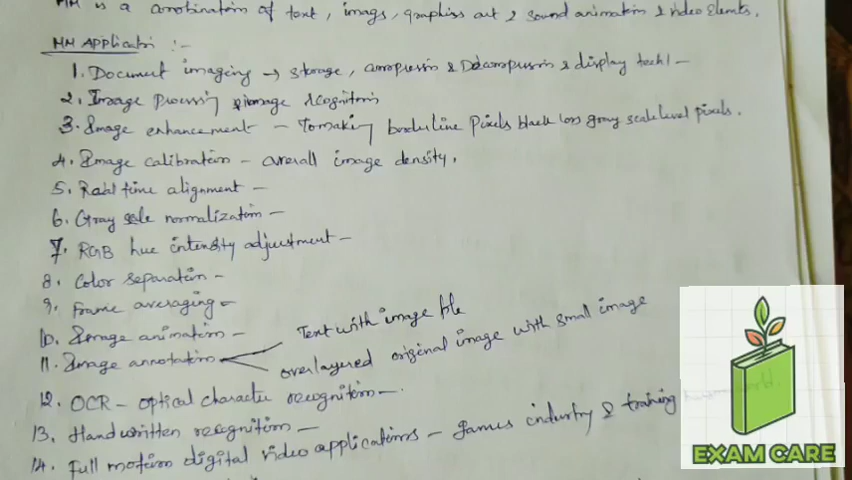 MM is a combination of text, images, graphics art & sound animation & video elements.
MM Application :-
1. Document imaging → storage, compression & Decompression & display tech! -
2. Image Processing & image recognition
3. Image enhancement - To making borderline pixels black loss gray scale level pixels.
4. Image calibration - overall image density.
5. Real time alignment -
6. Gray scale normalization -
7. RGB hue intensity adjustment -
8. Color separation -
9. Frame averaging -
10. Image animation -
Text with image file
11. Image annotation
overlayered original image with small image
12. OCR - optical character recognition -.
13. Handwritten recognition -
14. Full motion digital video applications - games industry & training
EXAM CARE